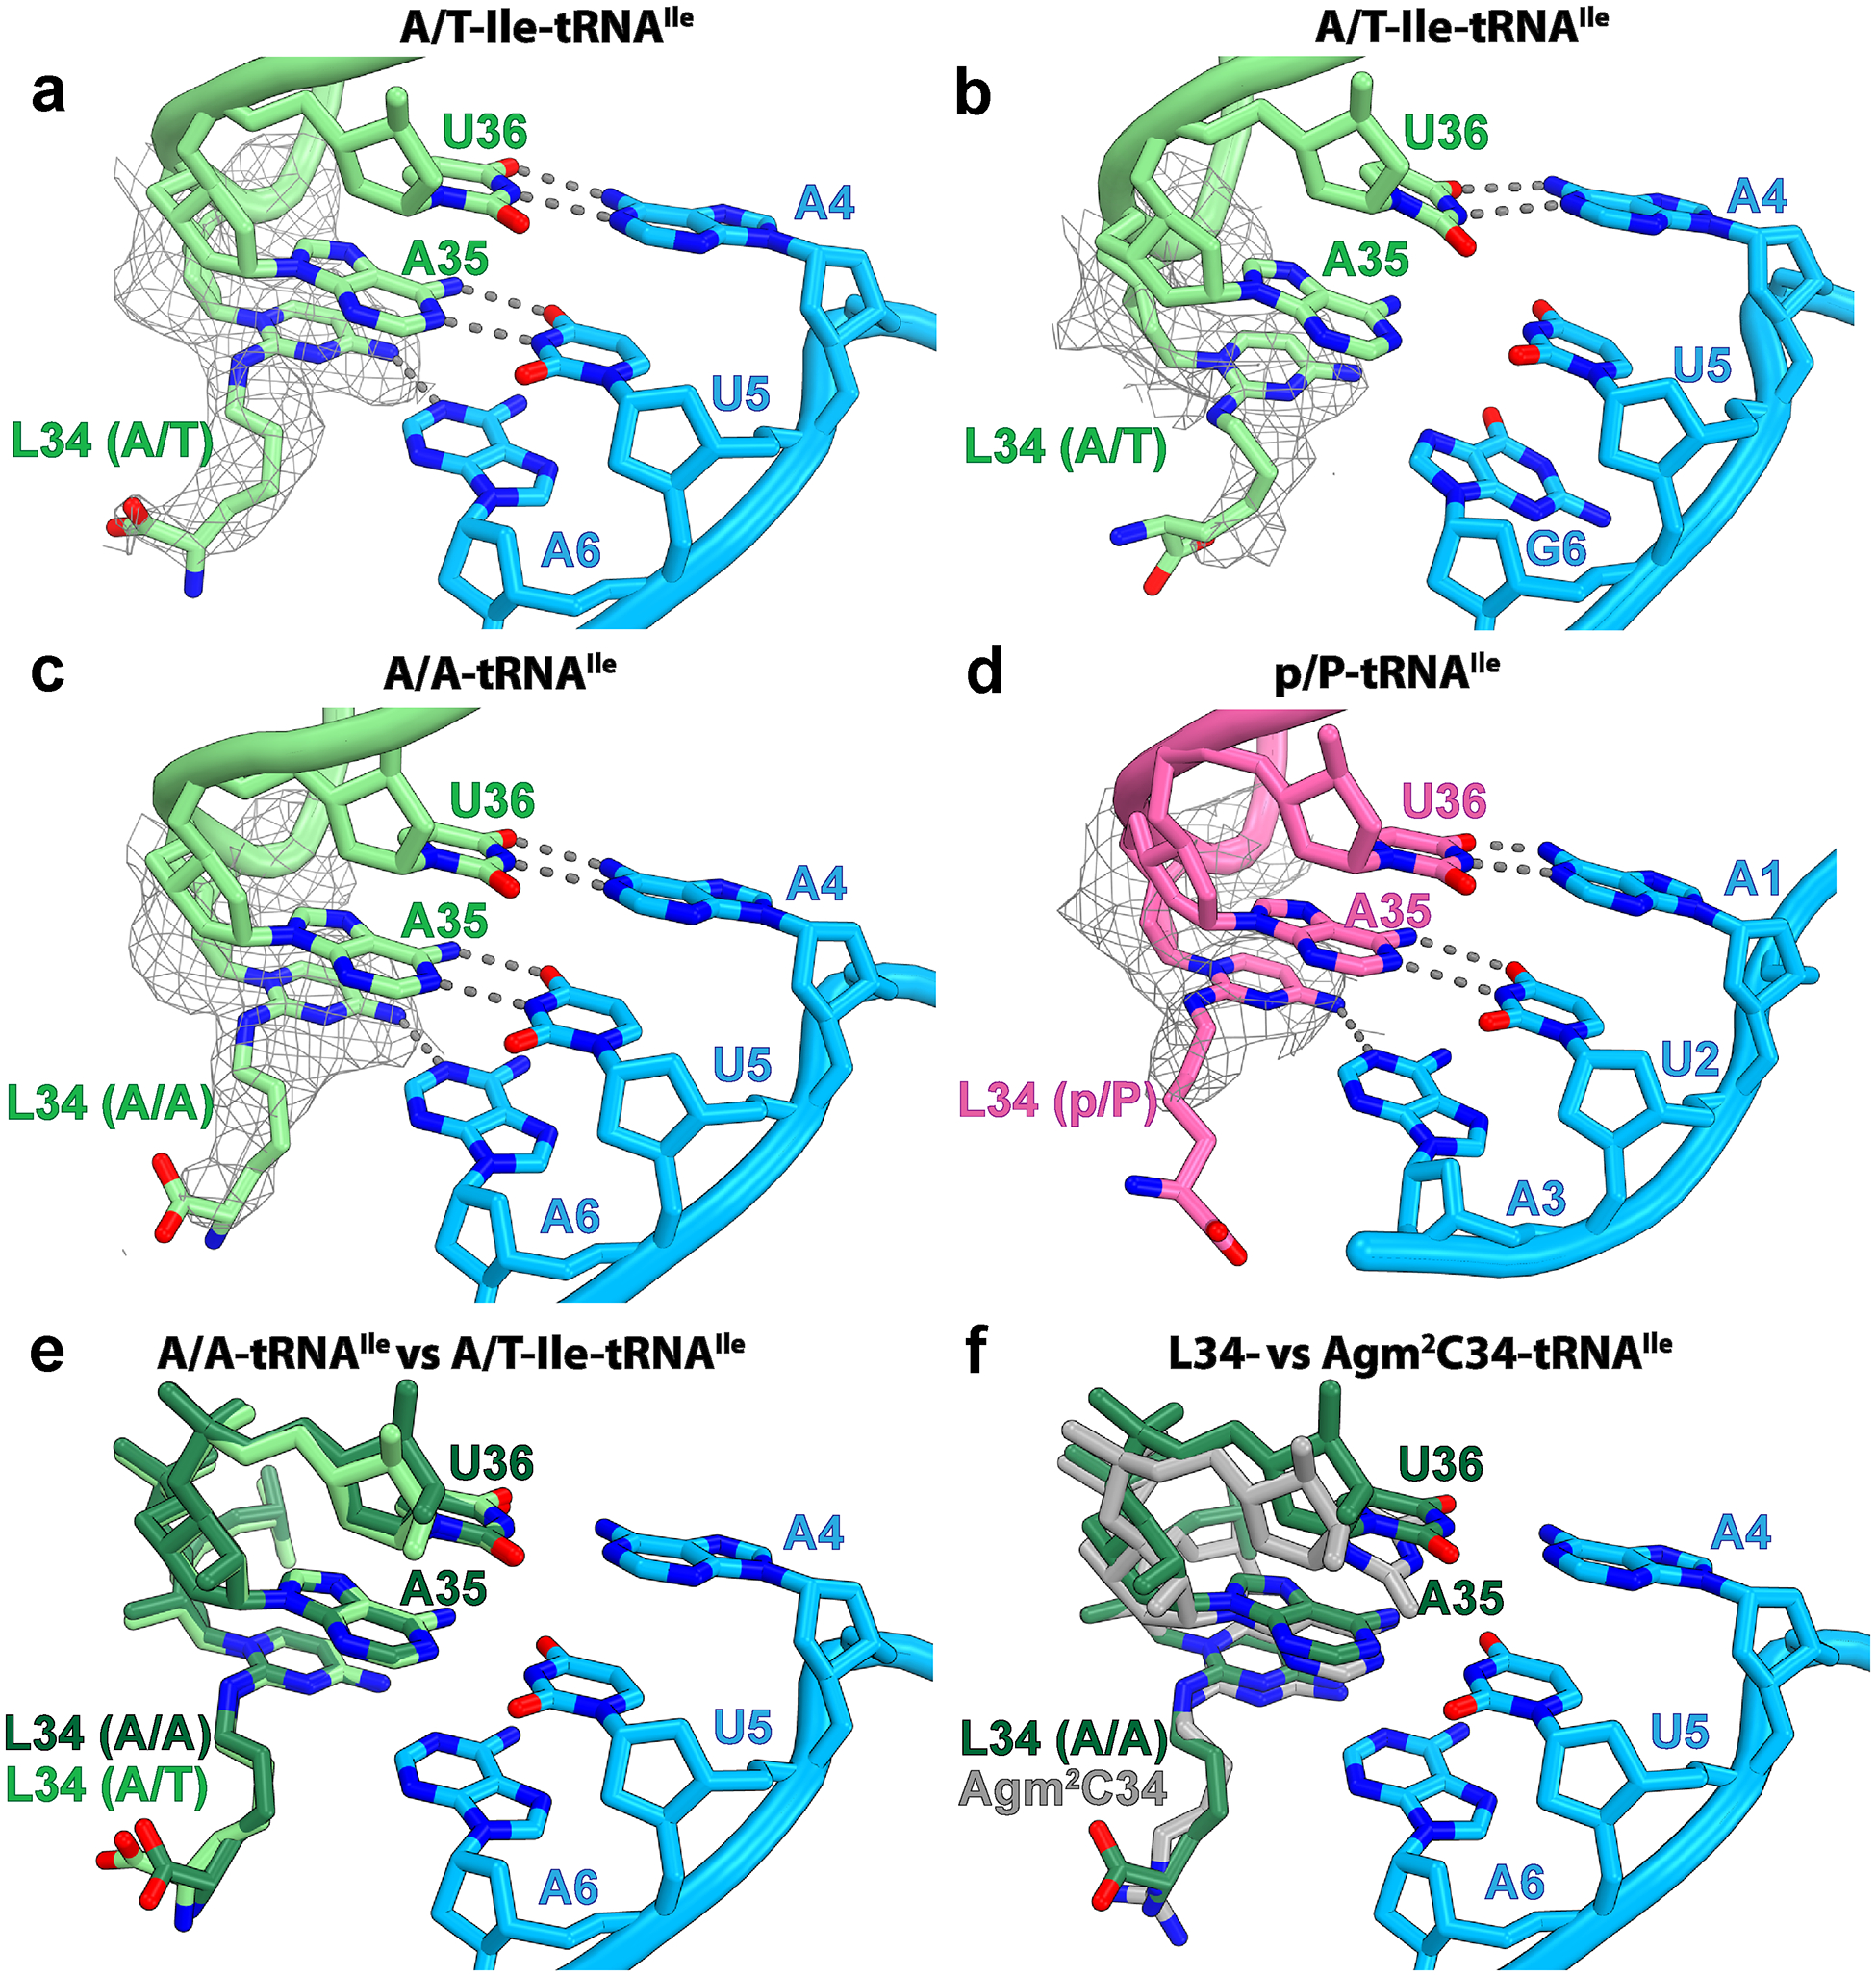 A/T-Ile-tRNAᴵˡᵉ
a
U36
A4
A35
U5
L34 (A/T)
A6
A/T-Ile-tRNAᴵˡᵉ
b
U36
A4
A35
U5
L34 (A/T)
G6
A/A-tRNAᴵˡᵉ
c
U36
A4
A35
U5
L34 (A/A)
A6
p/P-tRNAᴵˡᵉ
d
U36
A1
A35
U2
L34 (p/P)
A3
A/A-tRNAᴵˡᵉ vs A/T-Ile-tRNAᴵˡᵉ
e
U36
A4
A35
U5
L34 (A/A)
L34 (A/T)
A6
L34- vs Agm²C34-tRNAᴵˡᵉ
f
U36
A4
A35
U5
L34 (A/A)
Agm²C34
A6